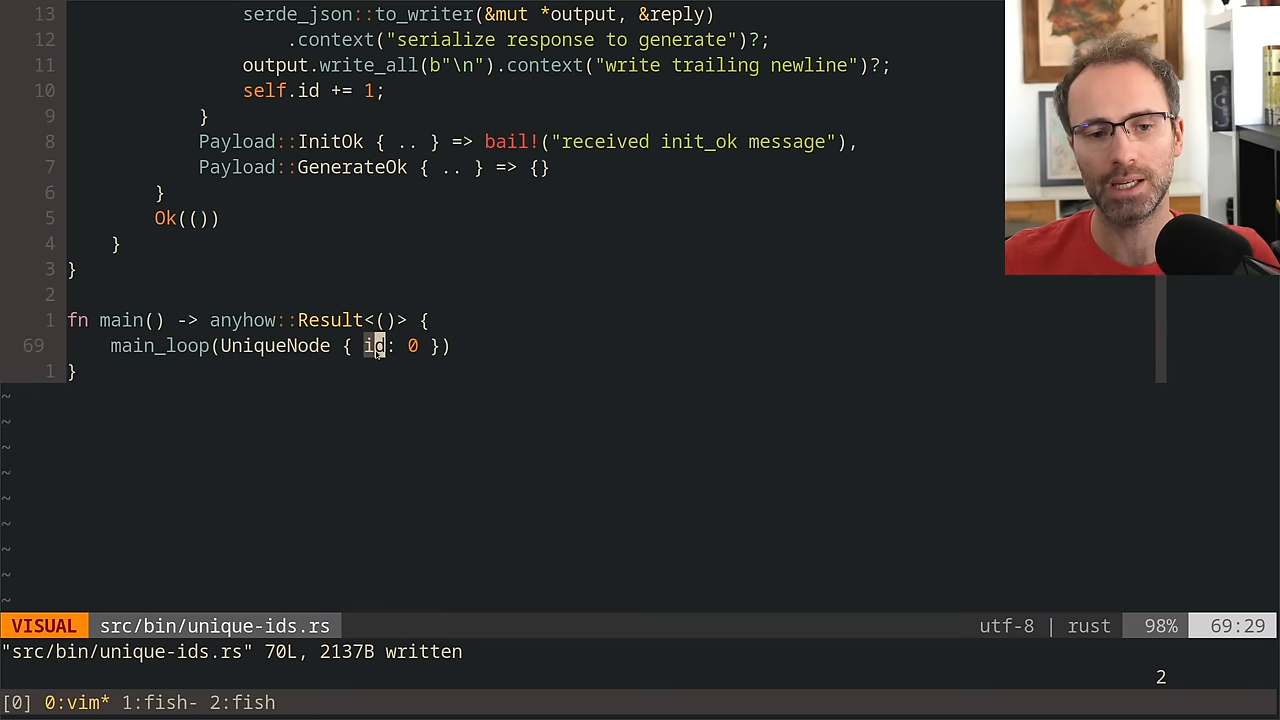 13                 serde_json::to_writer(&mut *output, &reply)
12                     .context("serialize response to generate")?;
11                 output.write_all(b"\n").context("write trailing newline")?;
10                 self.id += 1;
9             }
8             Payload::InitOk { .. } => bail!("received init_ok message"),
7             Payload::GenerateOk { .. } => {}
6         }
5         Ok(())
4     }
3 }
2
1 fn main() -> anyhow::Result<()> {
69     main_loop(UniqueNode { id: 0 })
1 }
~
~
~
~
~
~
~
~
~
VISUAL src/bin/unique-ids.rs utf-8 | rust 98% 69:29
"src/bin/unique-ids.rs" 70L, 2137B written
2
[0] 0:vim* 1:fish- 2:fish